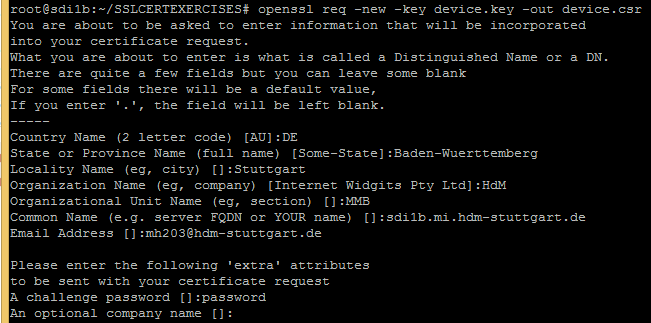 root@sdi1b:~/SSLCERTEXERCISES# openssl req -new -key device.key -out device.csr
You are about to be asked to enter information that will be incorporated
into your certificate request.
What you are about to enter is what is called a Distinguished Name or a DN.
There are quite a few fields but you can leave some blank
For some fields there will be a default value,
If you enter '.', the field will be left blank.
-----
Country Name (2 letter code) [AU]:DE
State or Province Name (full name) [Some-State]:Baden-Wuerttemberg
Locality Name (eg, city) []:Stuttgart
Organization Name (eg, company) [Internet Widgits Pty Ltd]:HdM
Organizational Unit Name (eg, section) []:MMB
Common Name (e.g. server FQDN or YOUR name) []:sdi1b.mi.hdm-stuttgart.de
Email Address []:mh203@hdm-stuttgart.de

Please enter the following 'extra' attributes
to be sent with your certificate request
A challenge password []:password
An optional company name []: